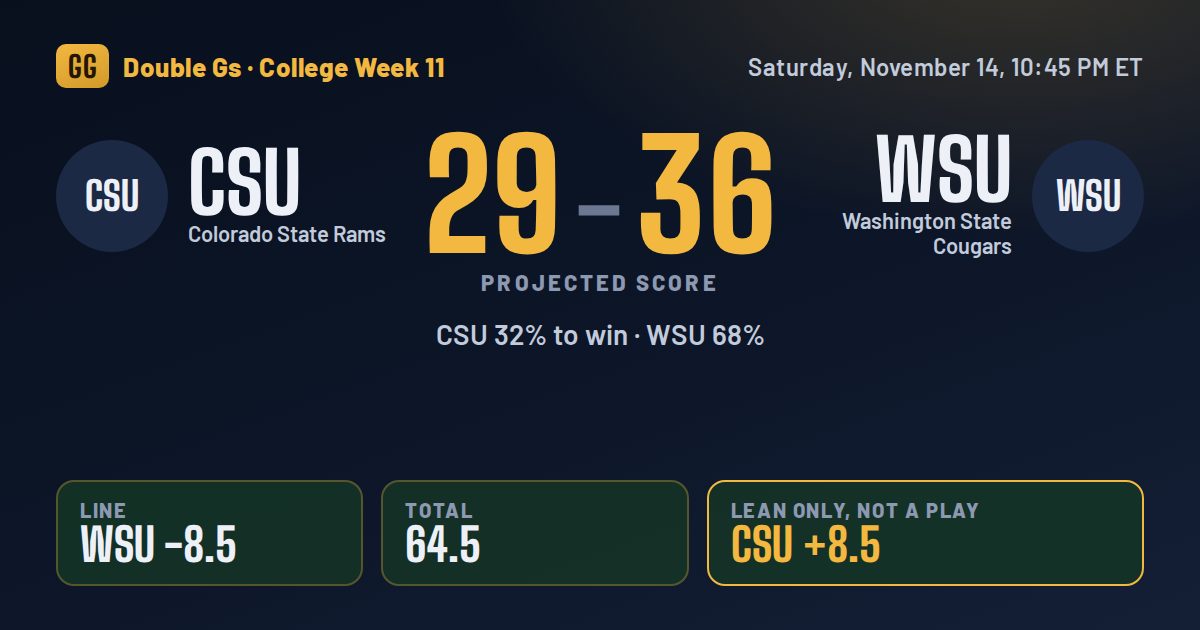 GG
Double Gs · College Week 11
Saturday, November 14, 10:45 PM ET
CSU
CSU
Colorado State Rams
29 – 36
PROJECTED SCORE
CSU 32% to win · WSU 68%
WSU
Washington State
Cougars
WSU
LINE
WSU −8.5
TOTAL
64.5
LEAN ONLY, NOT A PLAY
CSU +8.5